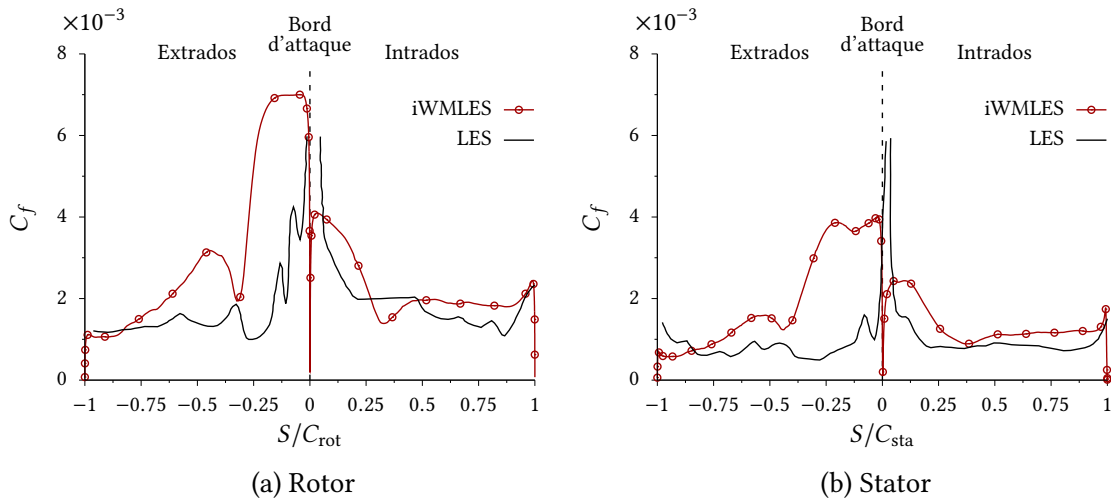 ×10⁻³
Bord
d'attaque
Extrados
Intrados
8
6
4
2
0
C_f
iWMLES
LES
−1 −0.75 −0.5 −0.25 0 0.25 0.5 0.75 1
S/C_rot
(a) Rotor
×10⁻³
Bord
d'attaque
Extrados
Intrados
8
6
4
2
0
C_f
iWMLES
LES
−1 −0.75 −0.5 −0.25 0 0.25 0.5 0.75 1
S/C_sta
(b) Stator